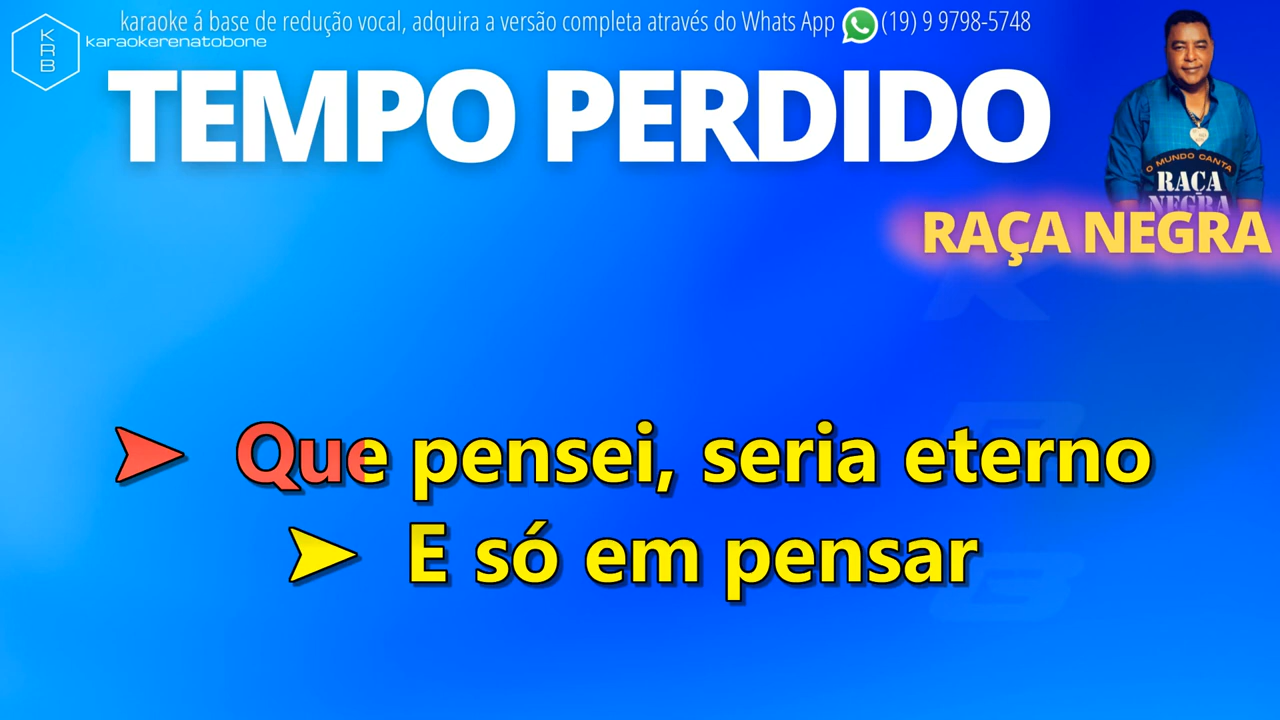 karaoke á base de redução vocal, adquira a versão completa através do Whats App (19) 9 9798-5748
KRB
karaokerenatobone
TEMPO PERDIDO
O MUNDO CANTA
RAÇA
NEGRA
RAÇA NEGRA
K
R
B
Que pensei, seria eterno
E só em pensar